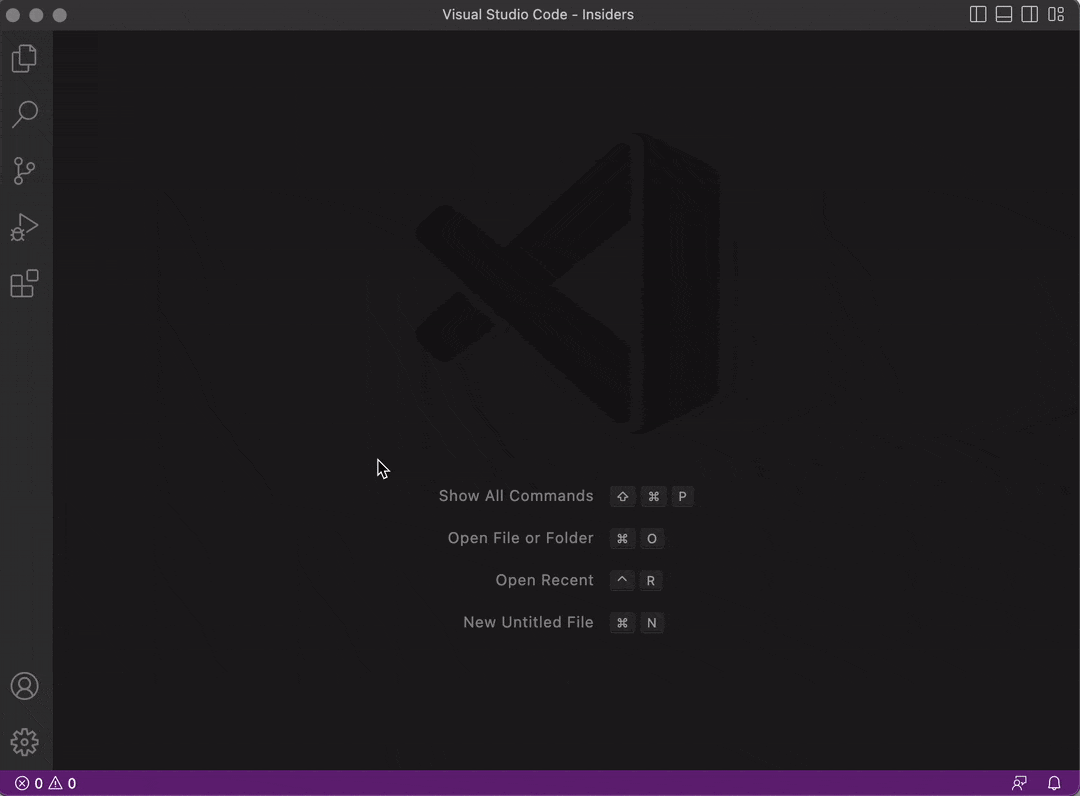 Visual Studio Code - Insiders
Show All Commands ⇧ ⌘ P
Open File or Folder ⌘ O
Open Recent ^ R
New Untitled File ⌘ N
0 0